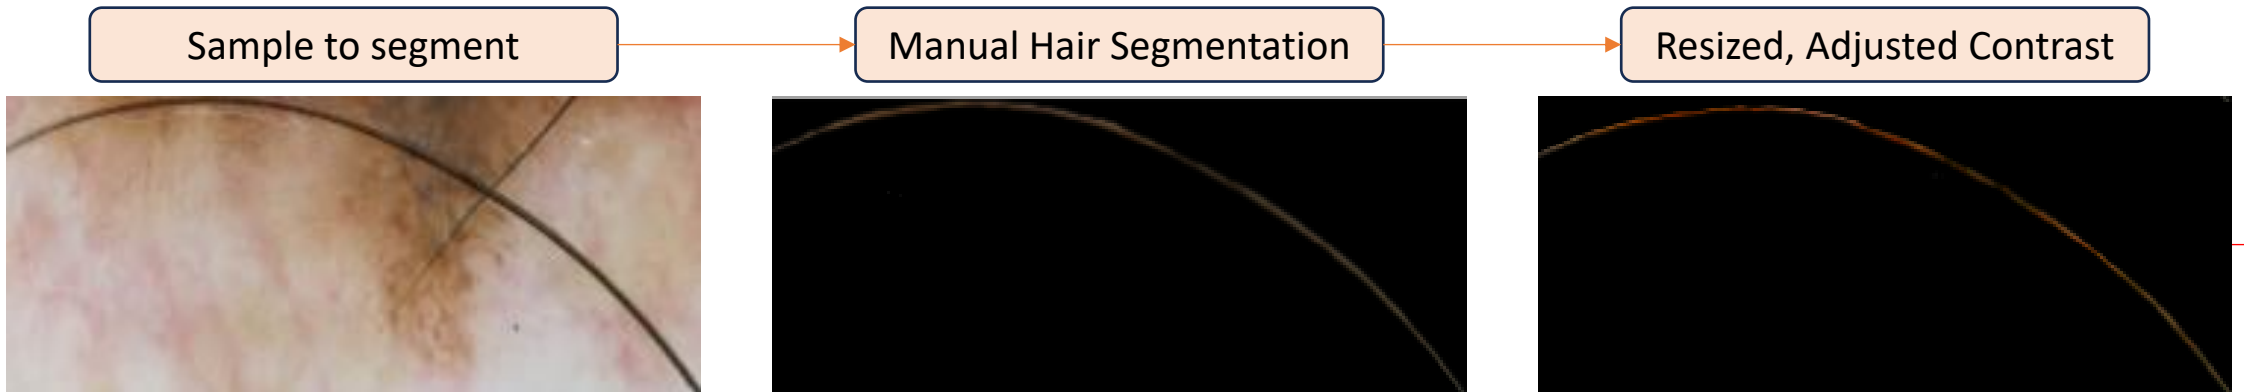 Sample to segment
Manual Hair Segmentation
Resized, Adjusted Contrast